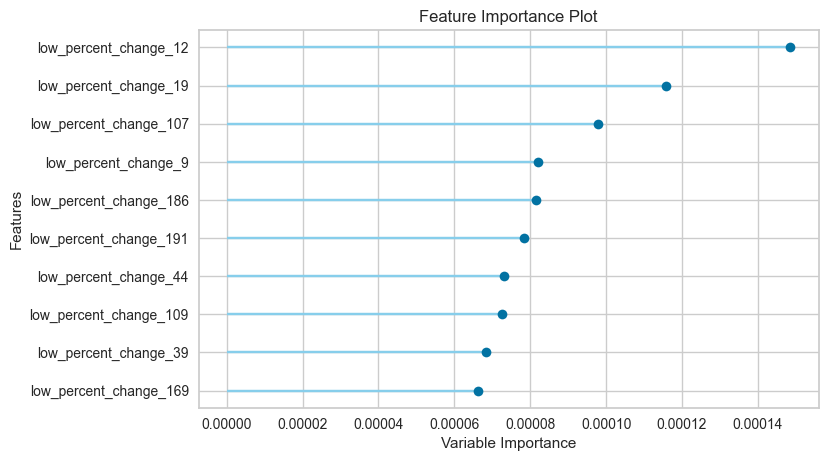 Feature Importance Plot
low_percent_change_12
low_percent_change_19
low_percent_change_107
low_percent_change_9
low_percent_change_186
low_percent_change_191
low_percent_change_44
low_percent_change_109
low_percent_change_39
low_percent_change_169
Features
0.00000 0.00002 0.00004 0.00006 0.00008 0.00010 0.00012 0.00014
Variable Importance